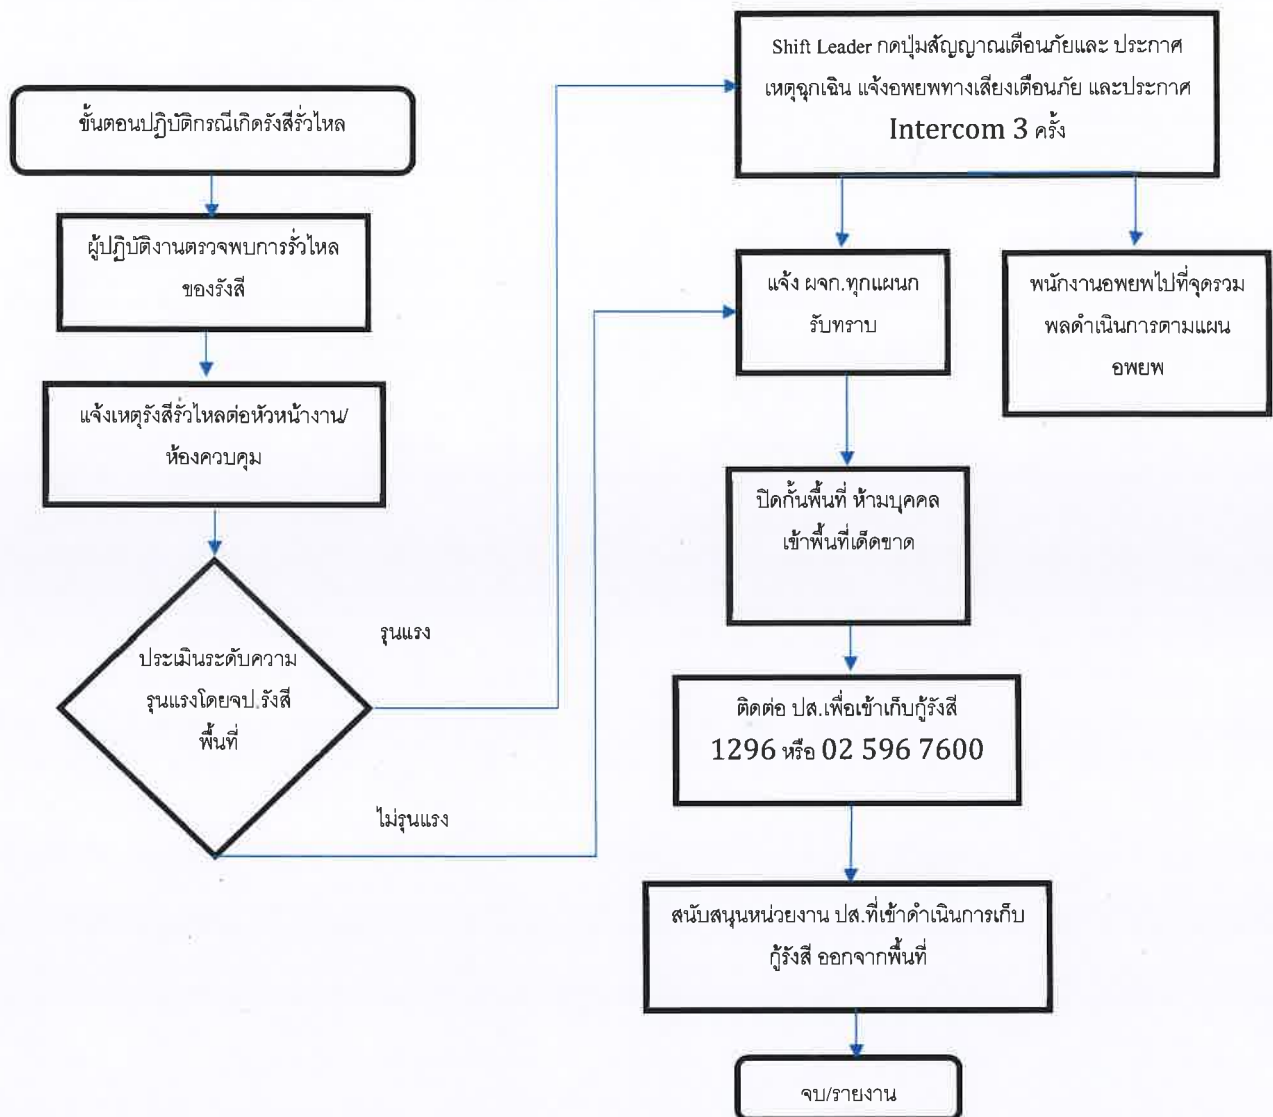 ขั้นตอนปฏิบัติกรณีเกิดรังสีรั่วไหล
ผู้ปฏิบัติงานตรวจพบการรั่วไหล
ของรังสี
แจ้งเหตุรังสีรั่วไหลต่อหัวหน้างาน/
ห้องควบคุม
ประเมินระดับความ
รุนแรงโดยจป.รังสี
พื้นที่
รุนแรง
ไม่รุนแรง
Shift Leader กดปุ่มสัญญาณเตือนภัยและ ประกาศ
เหตุฉุกเฉิน แจ้งอพยพทางเสียงเตือนภัย และประกาศ
Intercom 3 ครั้ง
แจ้ง ผจก.ทุกแผนก
รับทราบ
พนักงานอพยพไปที่จุดรวม
พลดำเนินการตามแผน
อพยพ
ปิดกั้นพื้นที่ ห้ามบุคคล
เข้าพื้นที่เด็ดขาด
ติดต่อ ปส.เพื่อเข้าเก็บกู้รังสี
1296 หรือ 02 596 7600
สนับสนุนหน่วยงาน ปส.ที่เข้าดำเนินการเก็บ
กู้รังสี ออกจากพื้นที่
จบ/รายงาน